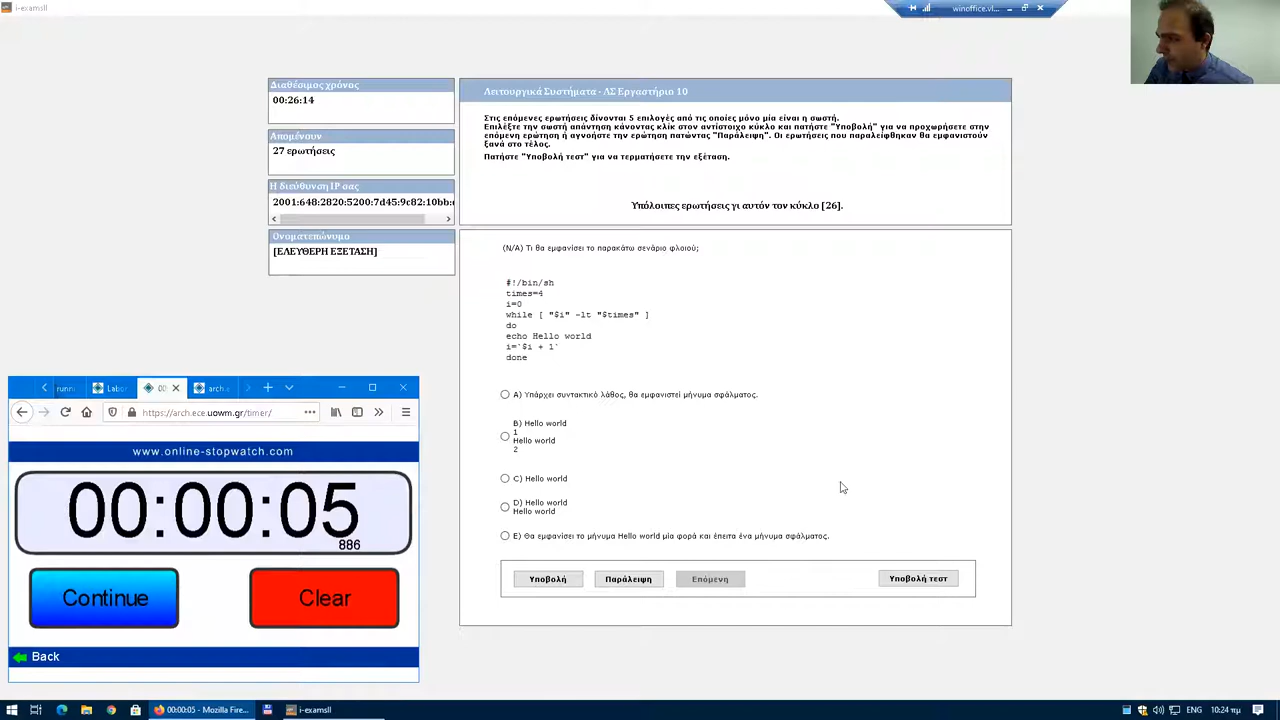 i-examsII
winoffice.vl...
Διαθέσιμος χρόνος
00:26:14
Απομένουν
27 ερωτήσεις
Η διεύθυνση IP σας
2001:648:2820:5200:7d45:9c82:10bb:
Ονοματεπώνυμο
[ΕΛΕΥΘΕΡΗ ΕΞΕΤΑΣΗ]
Λειτουργικά Συστήματα - ΛΣ Εργαστήριο 10
Στις επόμενες ερωτήσεις δίνονται 5 επιλογές από τις οποίες μόνο μία είναι η σωστή.
Επιλέξτε την σωστή απάντηση κάνοντας κλίκ στον αντίστοιχο κύκλο και πατήστε "Υποβολή" για να προχωρήσετε στην
επόμενη ερώτηση ή αγνοήστε την ερώτηση πατώντας "Παράλειψη". Οι ερωτήσεις που παραλείφθηκαν θα εμφανιστούν
ξανά στο τέλος.
Πατήστε "Υποβολή τεστ" για να τερματήσετε την εξέταση.
Υπόλοιπες ερωτήσεις γι αυτόν τον κύκλο [26].
(N/A) Τι θα εμφανίσει το παρακάτω σενάριο φλοιού;
#!/bin/sh
times=4
i=0
while [ "$i" -lt "$times" ]
do
echo Hello world
i=`$i + 1`
done
A) Υπάρχει συντακτικό λάθος, θα εμφανιστεί μήνυμα σφάλματος.
B) Hello world
1
Hello world
2
C) Hello world
D) Hello world
Hello world
E) Θα εμφανίσει το μήνυμα Hello world μία φορά και έπειτα ένα μήνυμα σφάλματος.
Υποβολή
Παράλειψη
Επόμενη
Υποβολή τεστ
runni
Labor
00
arch.e
https://arch.ece.uowm.gr/timer/
www.online-stopwatch.com
00:00:05
886
Continue
Clear
Back
00:00:05 - Mozilla Fire...
i-examsII
ENG
10:24 πμ